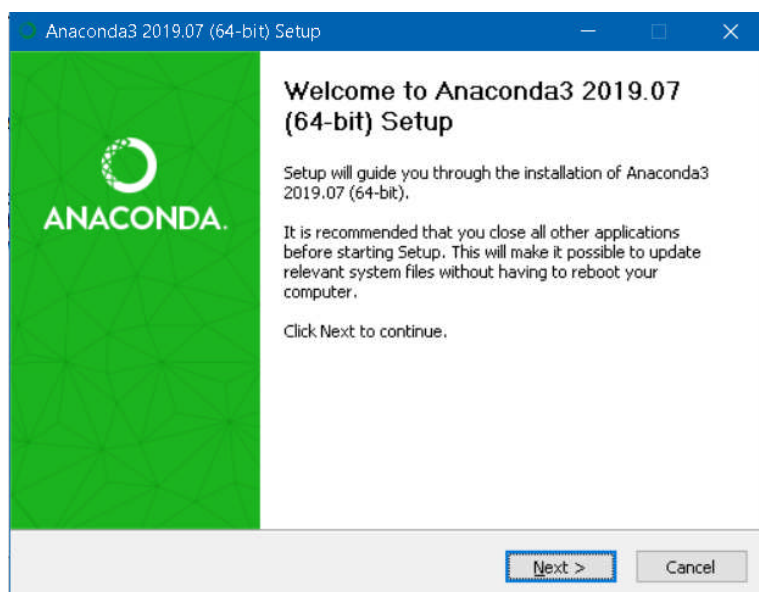 Anaconda3 2019.07 (64-bit) Setup
ANACONDA.
Welcome to Anaconda3 2019.07
(64-bit) Setup
Setup will guide you through the installation of Anaconda3
2019.07 (64-bit).
It is recommended that you close all other applications
before starting Setup. This will make it possible to update
relevant system files without having to reboot your
computer.
Click Next to continue.
Next >
Cancel